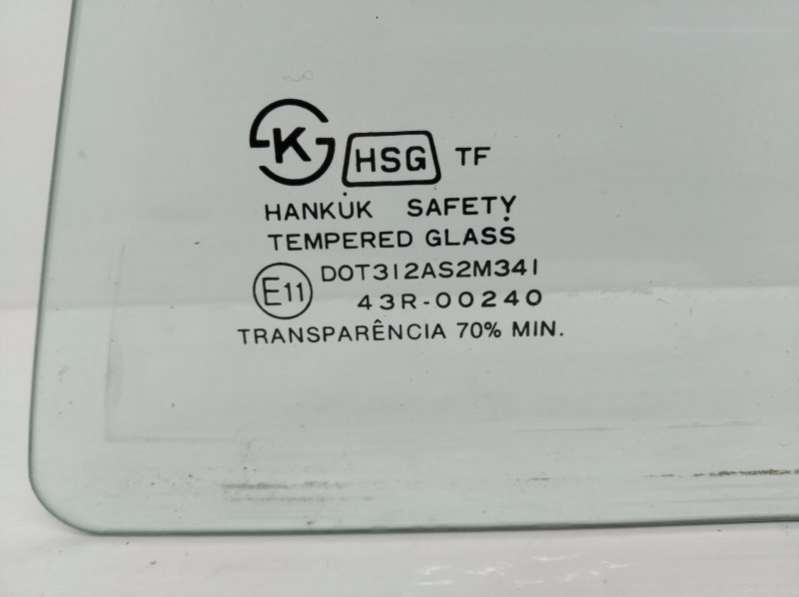 K HSG TF
HANKUK SAFETY
TEMPERED GLASS
DOT312AS2M341
E11 43R-00240
TRANSPARÊNCIA 70% MIN.